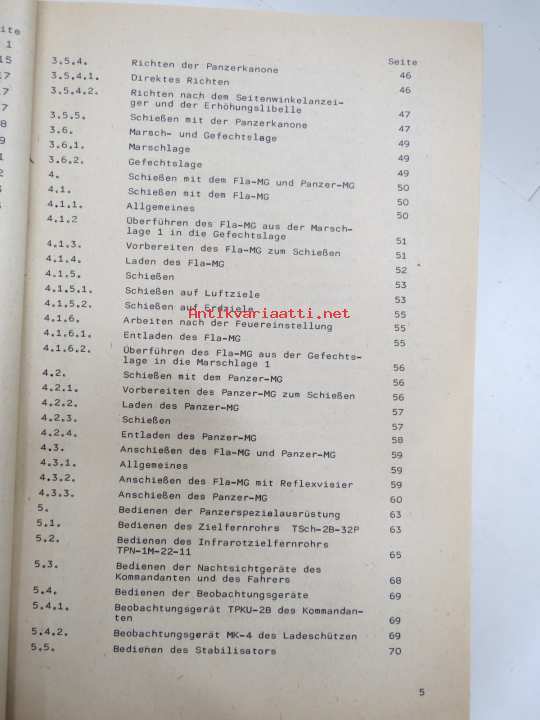 ite
1
15
17
7
7
8
9
1
1
2
3
Seite
3.5.4. Richten der Panzerkanone 46
3.5.4.1. Direktes Richten 46
3.5.4.2. Richten nach dem Seitenwinkelanzei-
ger und der Erhöhungslibelle 47
3.5.5. Schießen mit der Panzerkanone 47
3.6. Marsch- und Gefechtslage 49
3.6.1. Marschlage 49
3.6.2. Gefechtslage 49
4. Schießen mit dem Fla-MG und Panzer-MG 50
4.1. Schießen mit dem Fla-MG 50
4.1.1. Allgemeines 50
4.1.2 Überführen des Fla-MG aus der Marsch-
lage 1 in die Gefechtslage 51
4.1.3. Vorbereiten des Fla-MG zum Schießen 51
4.1.4. Laden des Fla-MG 52
4.1.5. Schießen 53
4.1.5.1. Schießen auf Luftziele 53
4.1.5.2. Schießen auf Erdziele 55
Antikvariaatti.net
4.1.6. Arbeiten nach der Feuereinstellung 55
4.1.6.1. Entladen des Fla-MG 55
4.1.6.2. Überführen des Fla-MG aus der Gefechts-
lage in die Marschlage 1 56
4.2. Schießen mit dem Panzer-MG 56
4.2.1. Vorbereiten des Panzer-MG zum Schießen 56
4.2.2. Laden des Panzer-MG 57
4.2.3. Schießen 57
4.2.4. Entladen des Panzer-MG 58
4.3. Anschießen des Fla-MG und Panzer-MG 59
4.3.1. Allgemeines 59
4.3.2. Anschießen des Fla-MG mit Reflexvisier 59
4.3.3. Anschießen des Panzer-MG 60
5. Bedienen der Panzerspezialausrüstung 63
5.1. Bedienen des Zielfernrohrs TSch-2B-32P 63
5.2. Bedienen des Infrarotzielfernrohrs
TPN-1M-22-11 65
5.3. Bedienen der Nachtsichtgeräte des
Kommandanten und des Fahrers 68
5.4. Bedienen der Beobachtungsgeräte 69
5.4.1. Beobachtungsgerät TPKU-2B des Kommandan-
ten 69
5.4.2. Beobachtungsgerät MK-4 des Ladeschützen 69
5.5. Bedienen des Stabilisators 70
5